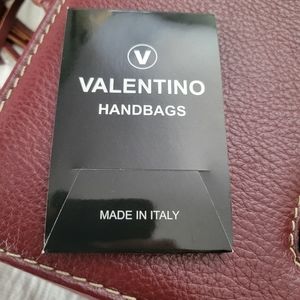 V
VALENTINO
HANDBAGS
MADE IN ITALY